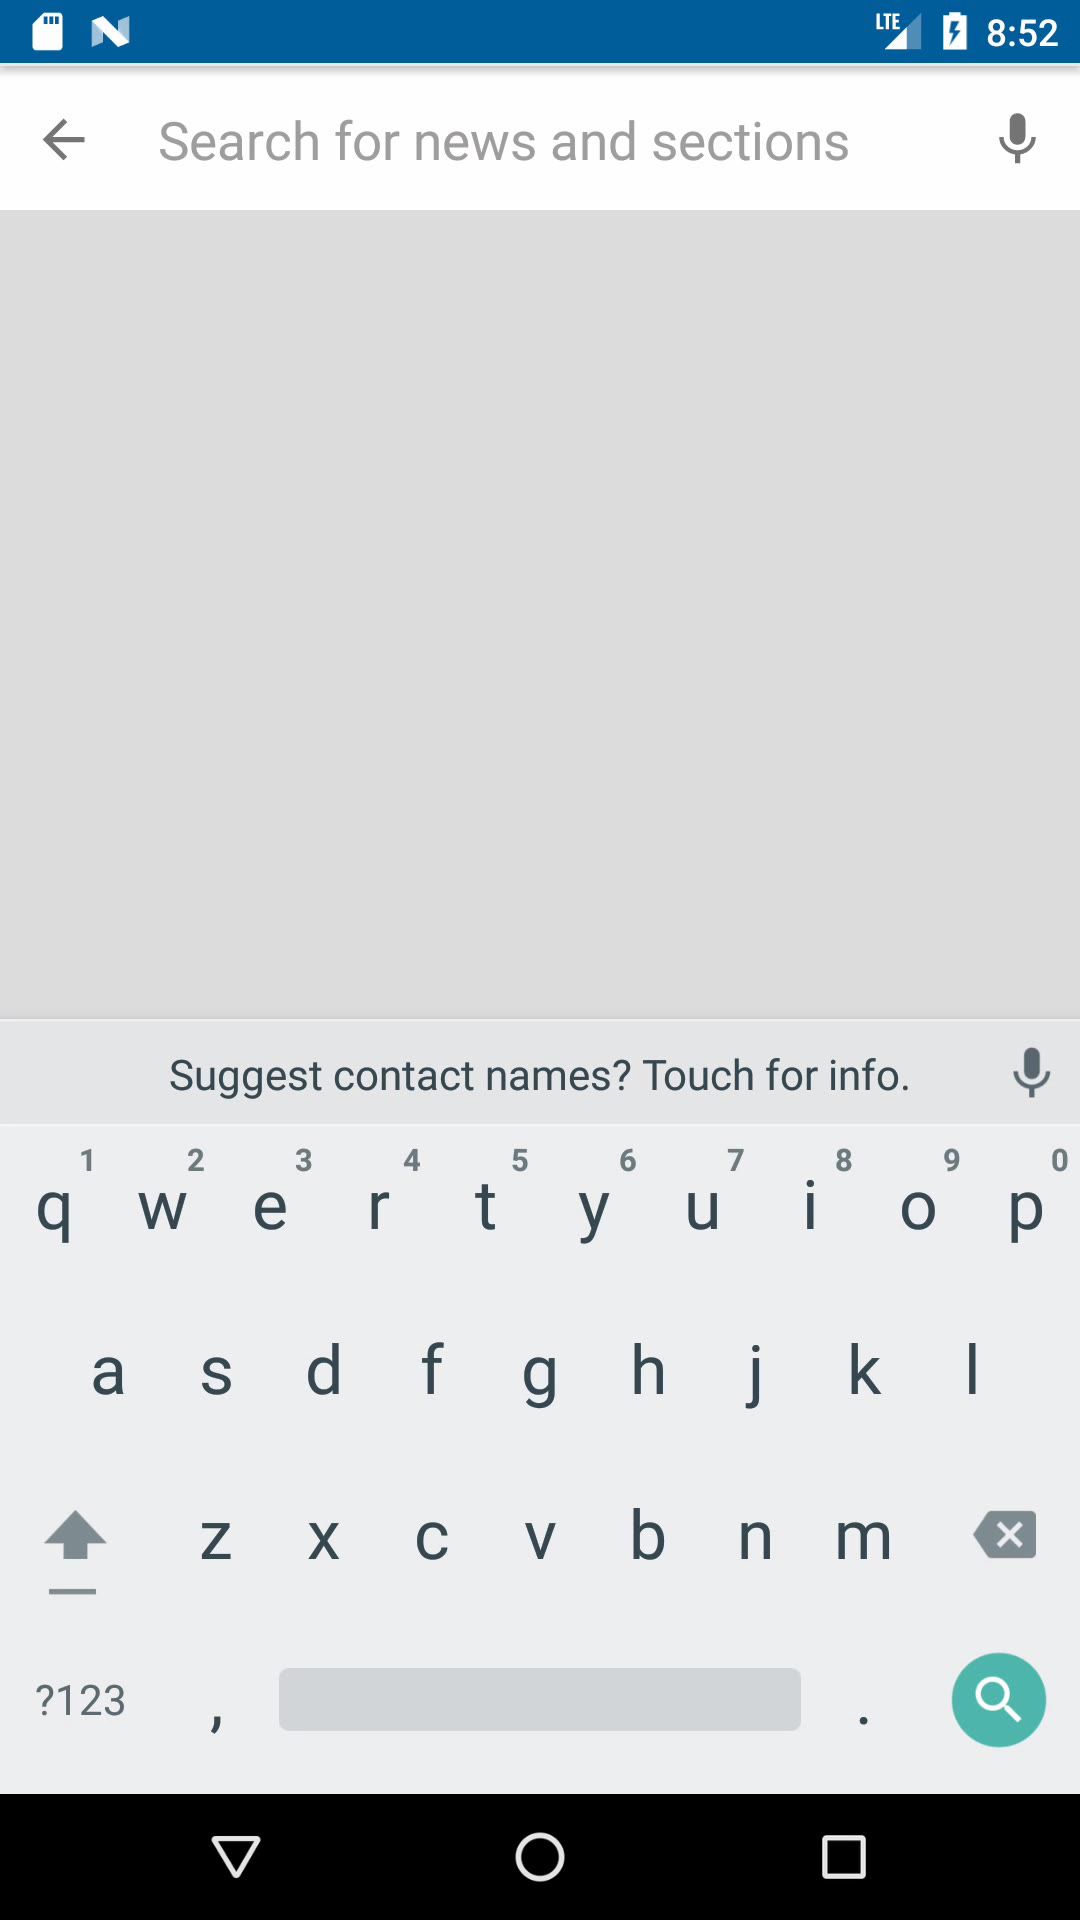 LTE 8:52
Search for news and sections
Suggest contact names? Touch for info.
1 2 3 4 5 6 7 8 9 0
q w e r t y u i o p
a s d f g h j k l
z x c v b n m
?123 , .